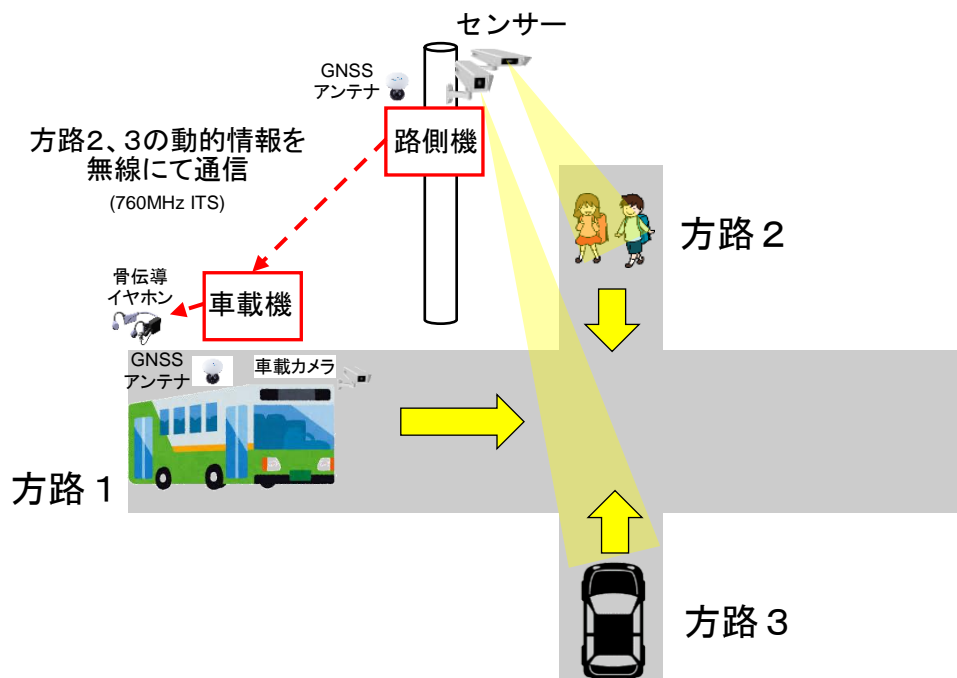 センサー
GNSS
アンテナ
方路２、３の動的情報を
無線にて通信
(760MHz ITS)
路側機
方路２
骨伝導
イヤホン
車載機
GNSS
アンテナ
車載カメラ
方路１
方路３